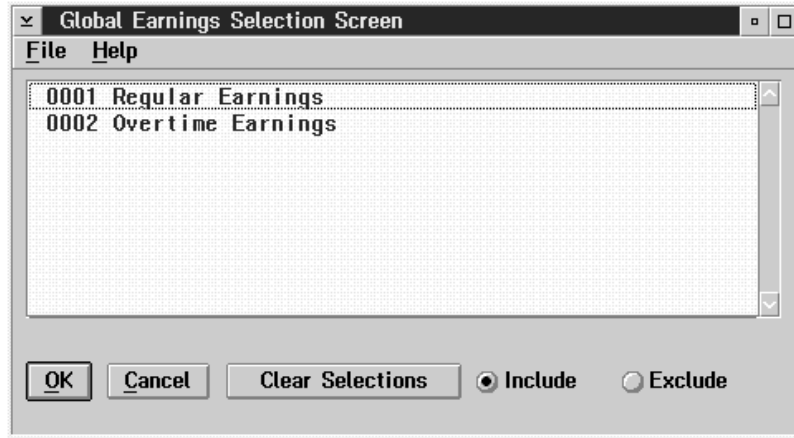 Global Earnings Selection Screen
File Help
0001 Regular Earnings
0002 Overtime Earnings
OK Cancel Clear Selections Include Exclude